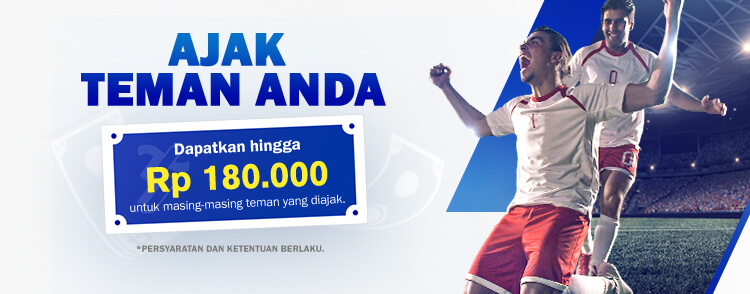 AJAK
TEMAN ANDA
Dapatkan hingga
Rp 180.000
untuk masing-masing teman yang diajak.
*PERSYARATAN DAN KETENTUAN BERLAKU.